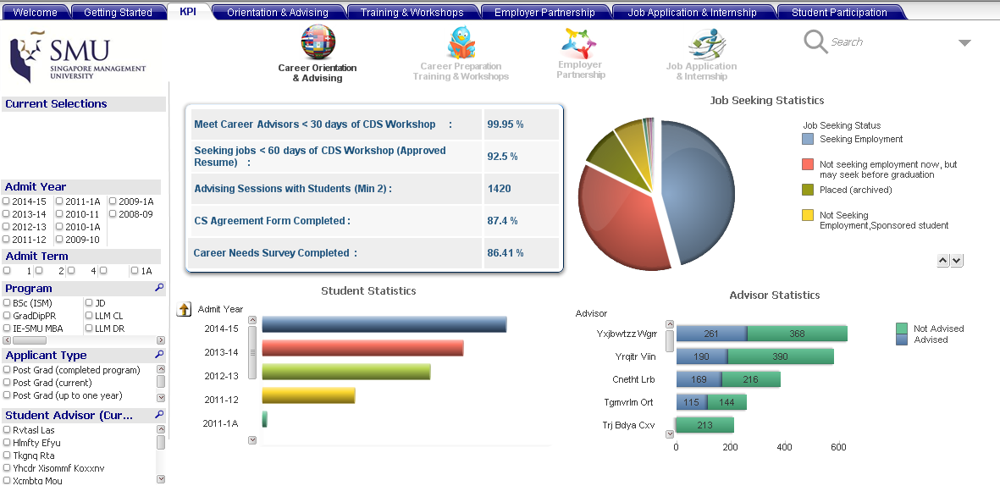 Welcome
Getting Started
KPI
Orientation & Advising
Training & Workshops
Employer Partnership
Job Application & Internship
Student Participation
SMU
SINGAPORE MANAGEMENT
UNIVERSITY
Career Orientation
& Advising
Career Preparation
Training & Workshops
Employer
Partnership
Job Application
& Internship
Search
Current Selections
Admit Year
2014-15 2011-1A 2009-1A
2013-14 2010-11 2008-09
2012-13 2010-1A
2011-12 2009-10
Admit Term
1 2 4 1A
Program
BSc (ISM) JD
GradDipPR LLM CL
IE-SMU MBA LLM DR
Applicant Type
Post Grad (completed program)
Post Grad (current)
Post Grad (up to one year)
Student Advisor (Cur...
Rvtasl Las
Hlmfty Efyu
Tkgnq Rta
Yhcdr Xisommf Koxxnv
Xcmbtg Mou
Meet Career Advisors < 30 days of CDS Workshop : 99.95 %
Seeking jobs < 60 days of CDS Workshop (Approved
Resume) : 92.5 %
Advising Sessions with Students (Min 2) : 1420
CS Agreement Form Completed : 87.4 %
Career Needs Survey Completed : 86.41 %
Job Seeking Statistics
Job Seeking Status
Seeking Employment
Not seeking employment now, but
may seek before graduation
Placed (archived)
Not Seeking
Employment,Sponsored student
Student Statistics
Admit Year
2014-15
2013-14
2012-13
2011-12
2011-1A
Advisor Statistics
Advisor
Yxjbwtzz Wgrr 261 368
Yrqitr Viin 190 390
Cnetht Lrb 169 216
Tgmvrlm Ort 115 144
Trj Bdya Cxv 213
0 200 400 600
Not Advised
Advised